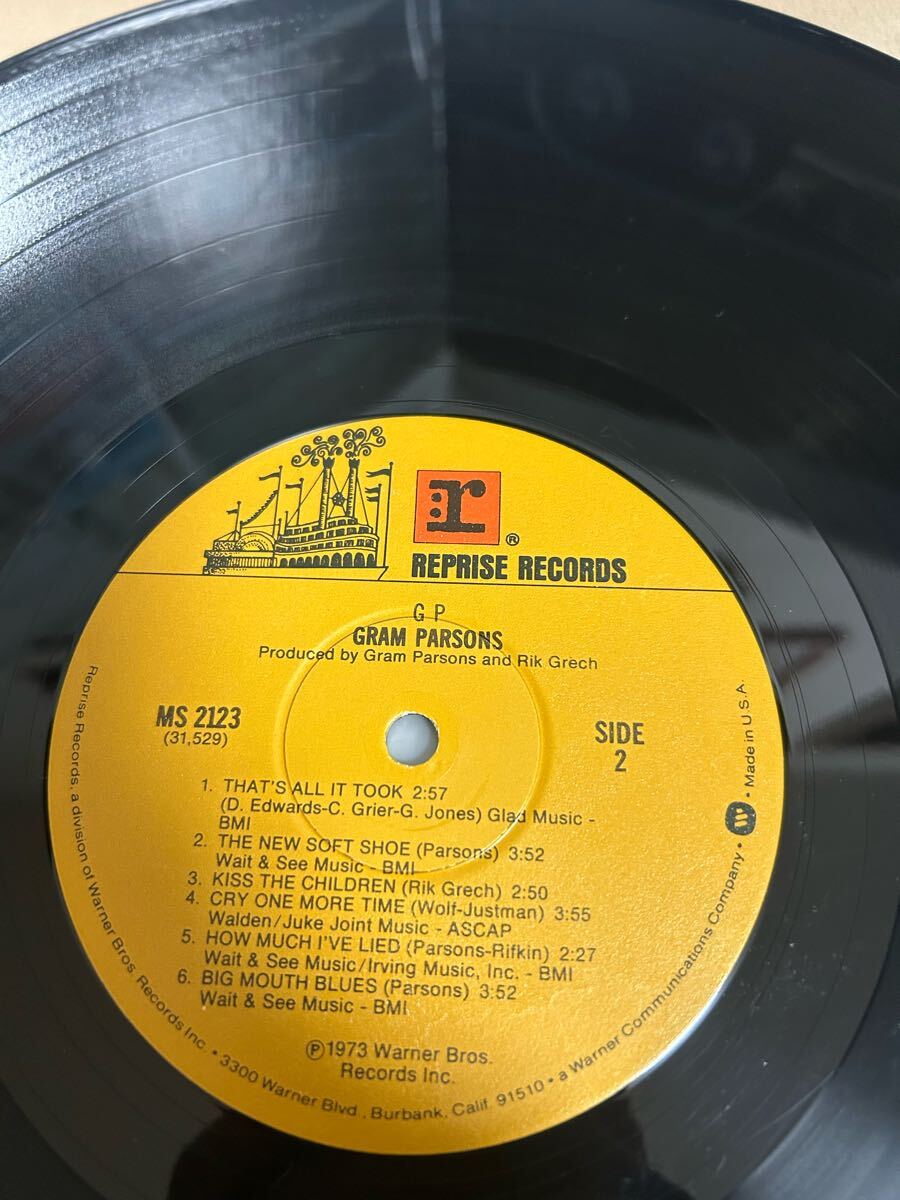 :r
®
REPRISE RECORDS
G P
GRAM PARSONS
Produced by Gram Parsons and Rik Grech
MS 2123
(31,529)
SIDE
2
1. THAT'S ALL IT TOOK 2:57
(D. Edwards-C. Grier-G. Jones) Glad Music -
BMI
2. THE NEW SOFT SHOE (Parsons) 3:52
Wait & See Music - BMI
3. KISS THE CHILDREN (Rik Grech) 2:50
4. CRY ONE MORE TIME (Wolf-Justman) 3:55
Walden/Juke Joint Music - ASCAP
5. HOW MUCH I'VE LIED (Parsons-Rifkin) 2:27
Wait & See Music/Irving Music, Inc. - BMI
6. BIG MOUTH BLUES (Parsons) 3:52
Wait & See Music - BMI
℗1973 Warner Bros.
Records Inc.
Reprise Records, a division of Warner Bros. Records Inc. • 3300 Warner Blvd., Burbank, Calif. 91510 • a Warner Communications Company • W • Made in U.S.A.